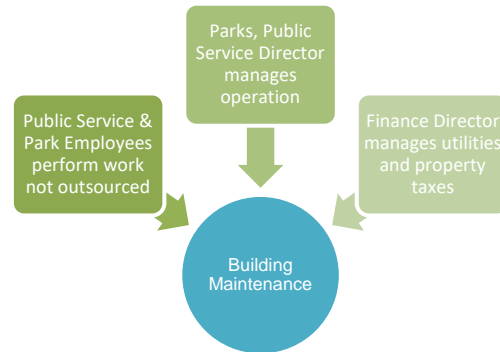 Parks, Public
Service Director
manages
operation
Public Service &
Park Employees
perform work
not outsourced
Finance Director
manages utilities
and property
taxes
Building
Maintenance